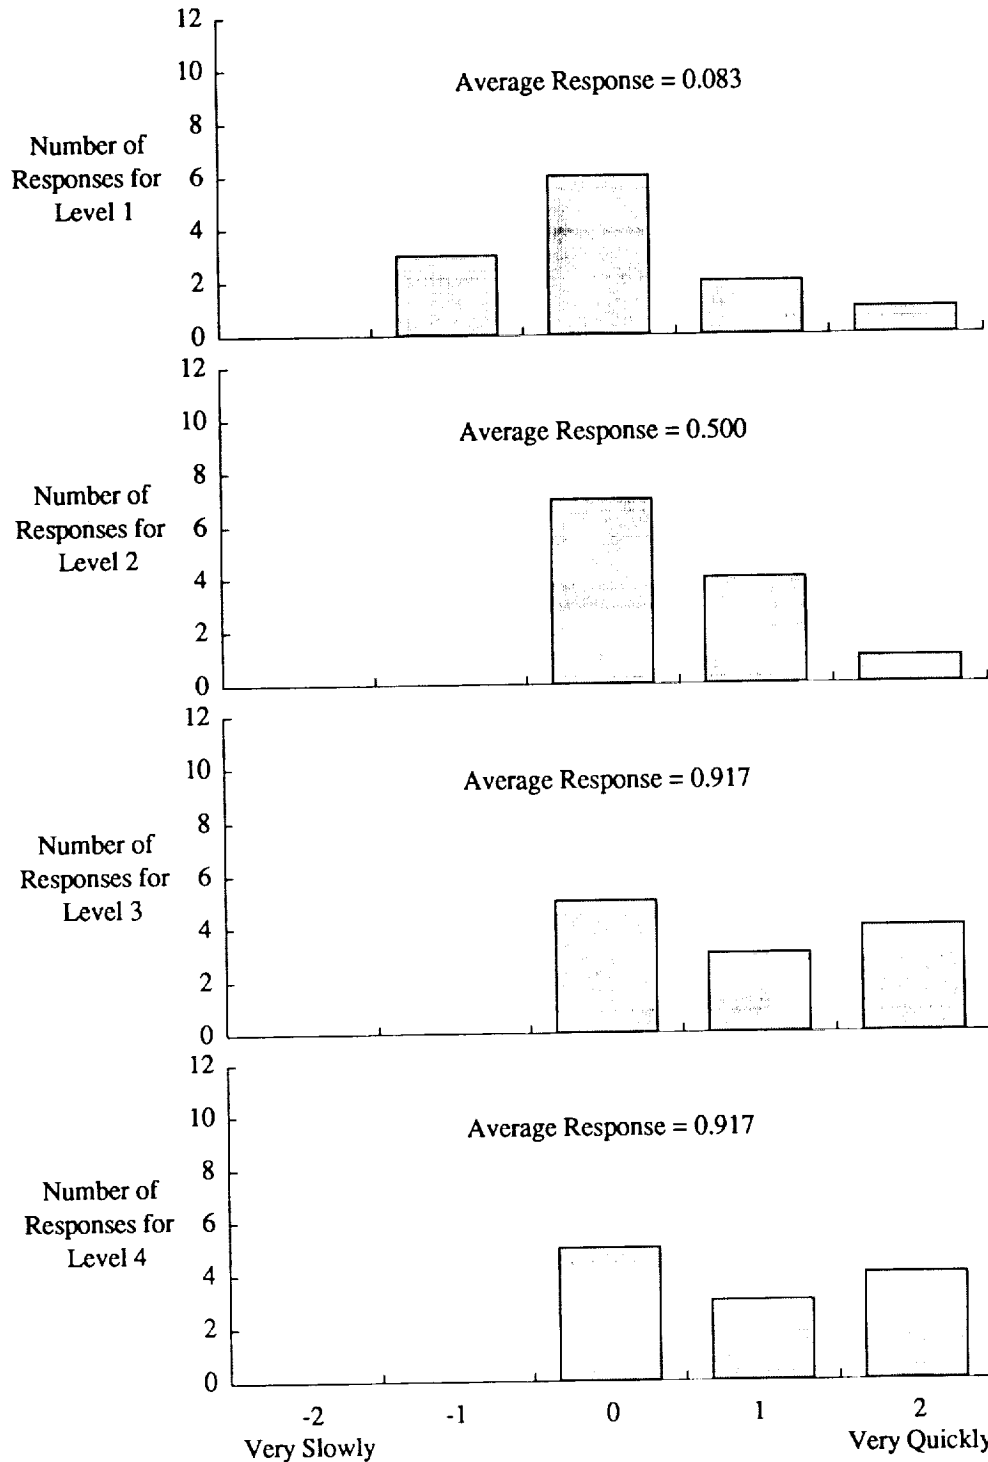 12
10
8
6
4
2
0
Average Response = 0.083
Number of
Responses for
Level 1
12
10
8
6
4
2
0
Average Response = 0.500
Number of
Responses for
Level 2
12
10
8
6
4
2
0
Average Response = 0.917
Number of
Responses for
Level 3
12
10
8
6
4
2
0
Average Response = 0.917
Number of
Responses for
Level 4
-2 -1 0 1 2
Very Slowly Very Quickly